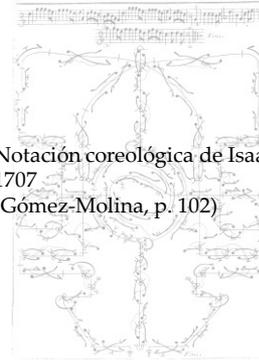 Notación coreológica de Isaa
1707
(Gómez-Molina, p. 102)